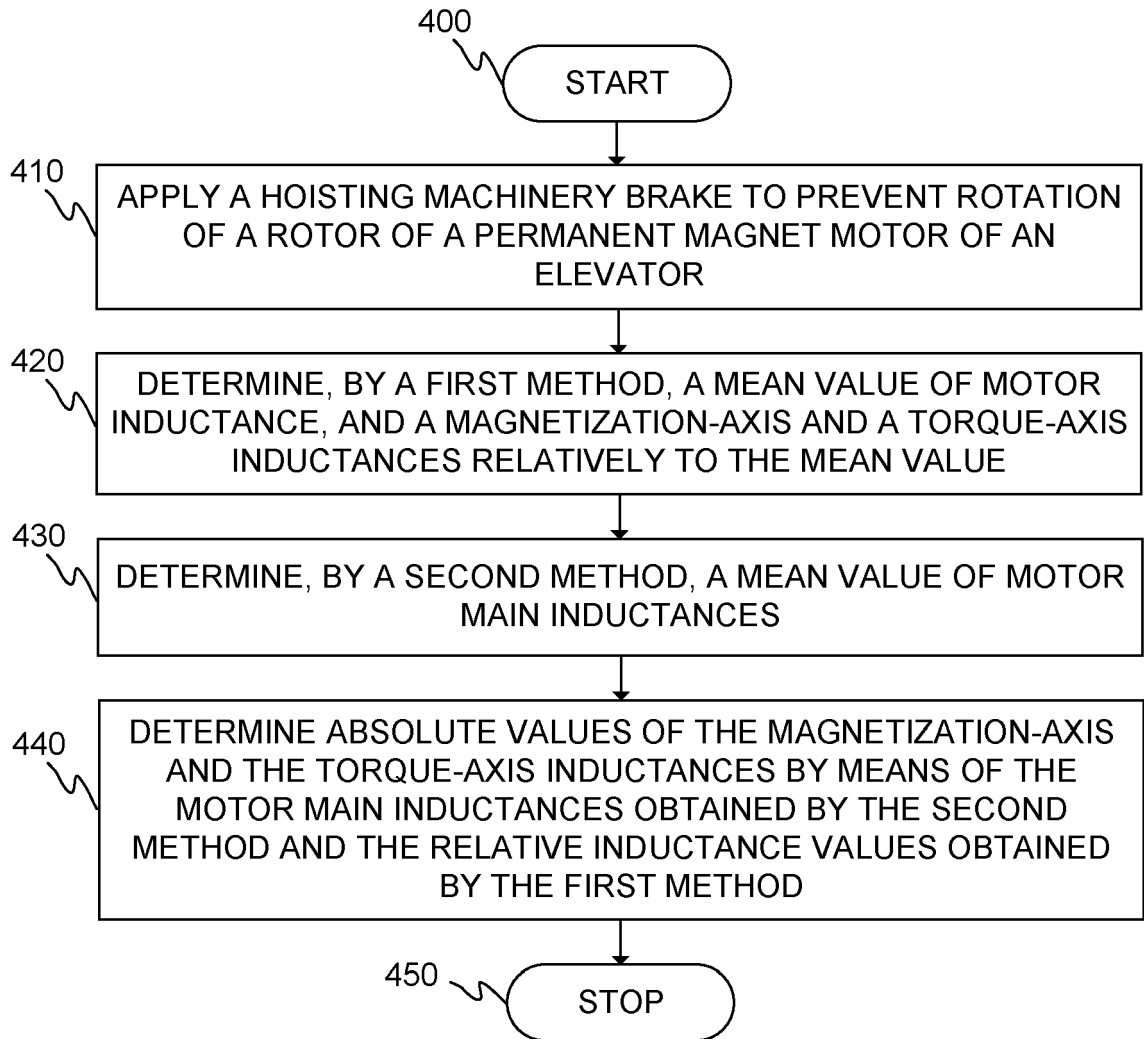 400
START
410
APPLY A HOISTING MACHINERY BRAKE TO PREVENT ROTATION
OF A ROTOR OF A PERMANENT MAGNET MOTOR OF AN
ELEVATOR
420
DETERMINE, BY A FIRST METHOD, A MEAN VALUE OF MOTOR
INDUCTANCE, AND A MAGNETIZATION-AXIS AND A TORQUE-AXIS
INDUCTANCES RELATIVELY TO THE MEAN VALUE
430
DETERMINE, BY A SECOND METHOD, A MEAN VALUE OF MOTOR
MAIN INDUCTANCES
440
DETERMINE ABSOLUTE VALUES OF THE MAGNETIZATION-AXIS
AND THE TORQUE-AXIS INDUCTANCES BY MEANS OF THE
MOTOR MAIN INDUCTANCES OBTAINED BY THE SECOND
METHOD AND THE RELATIVE INDUCTANCE VALUES OBTAINED
BY THE FIRST METHOD
450
STOP